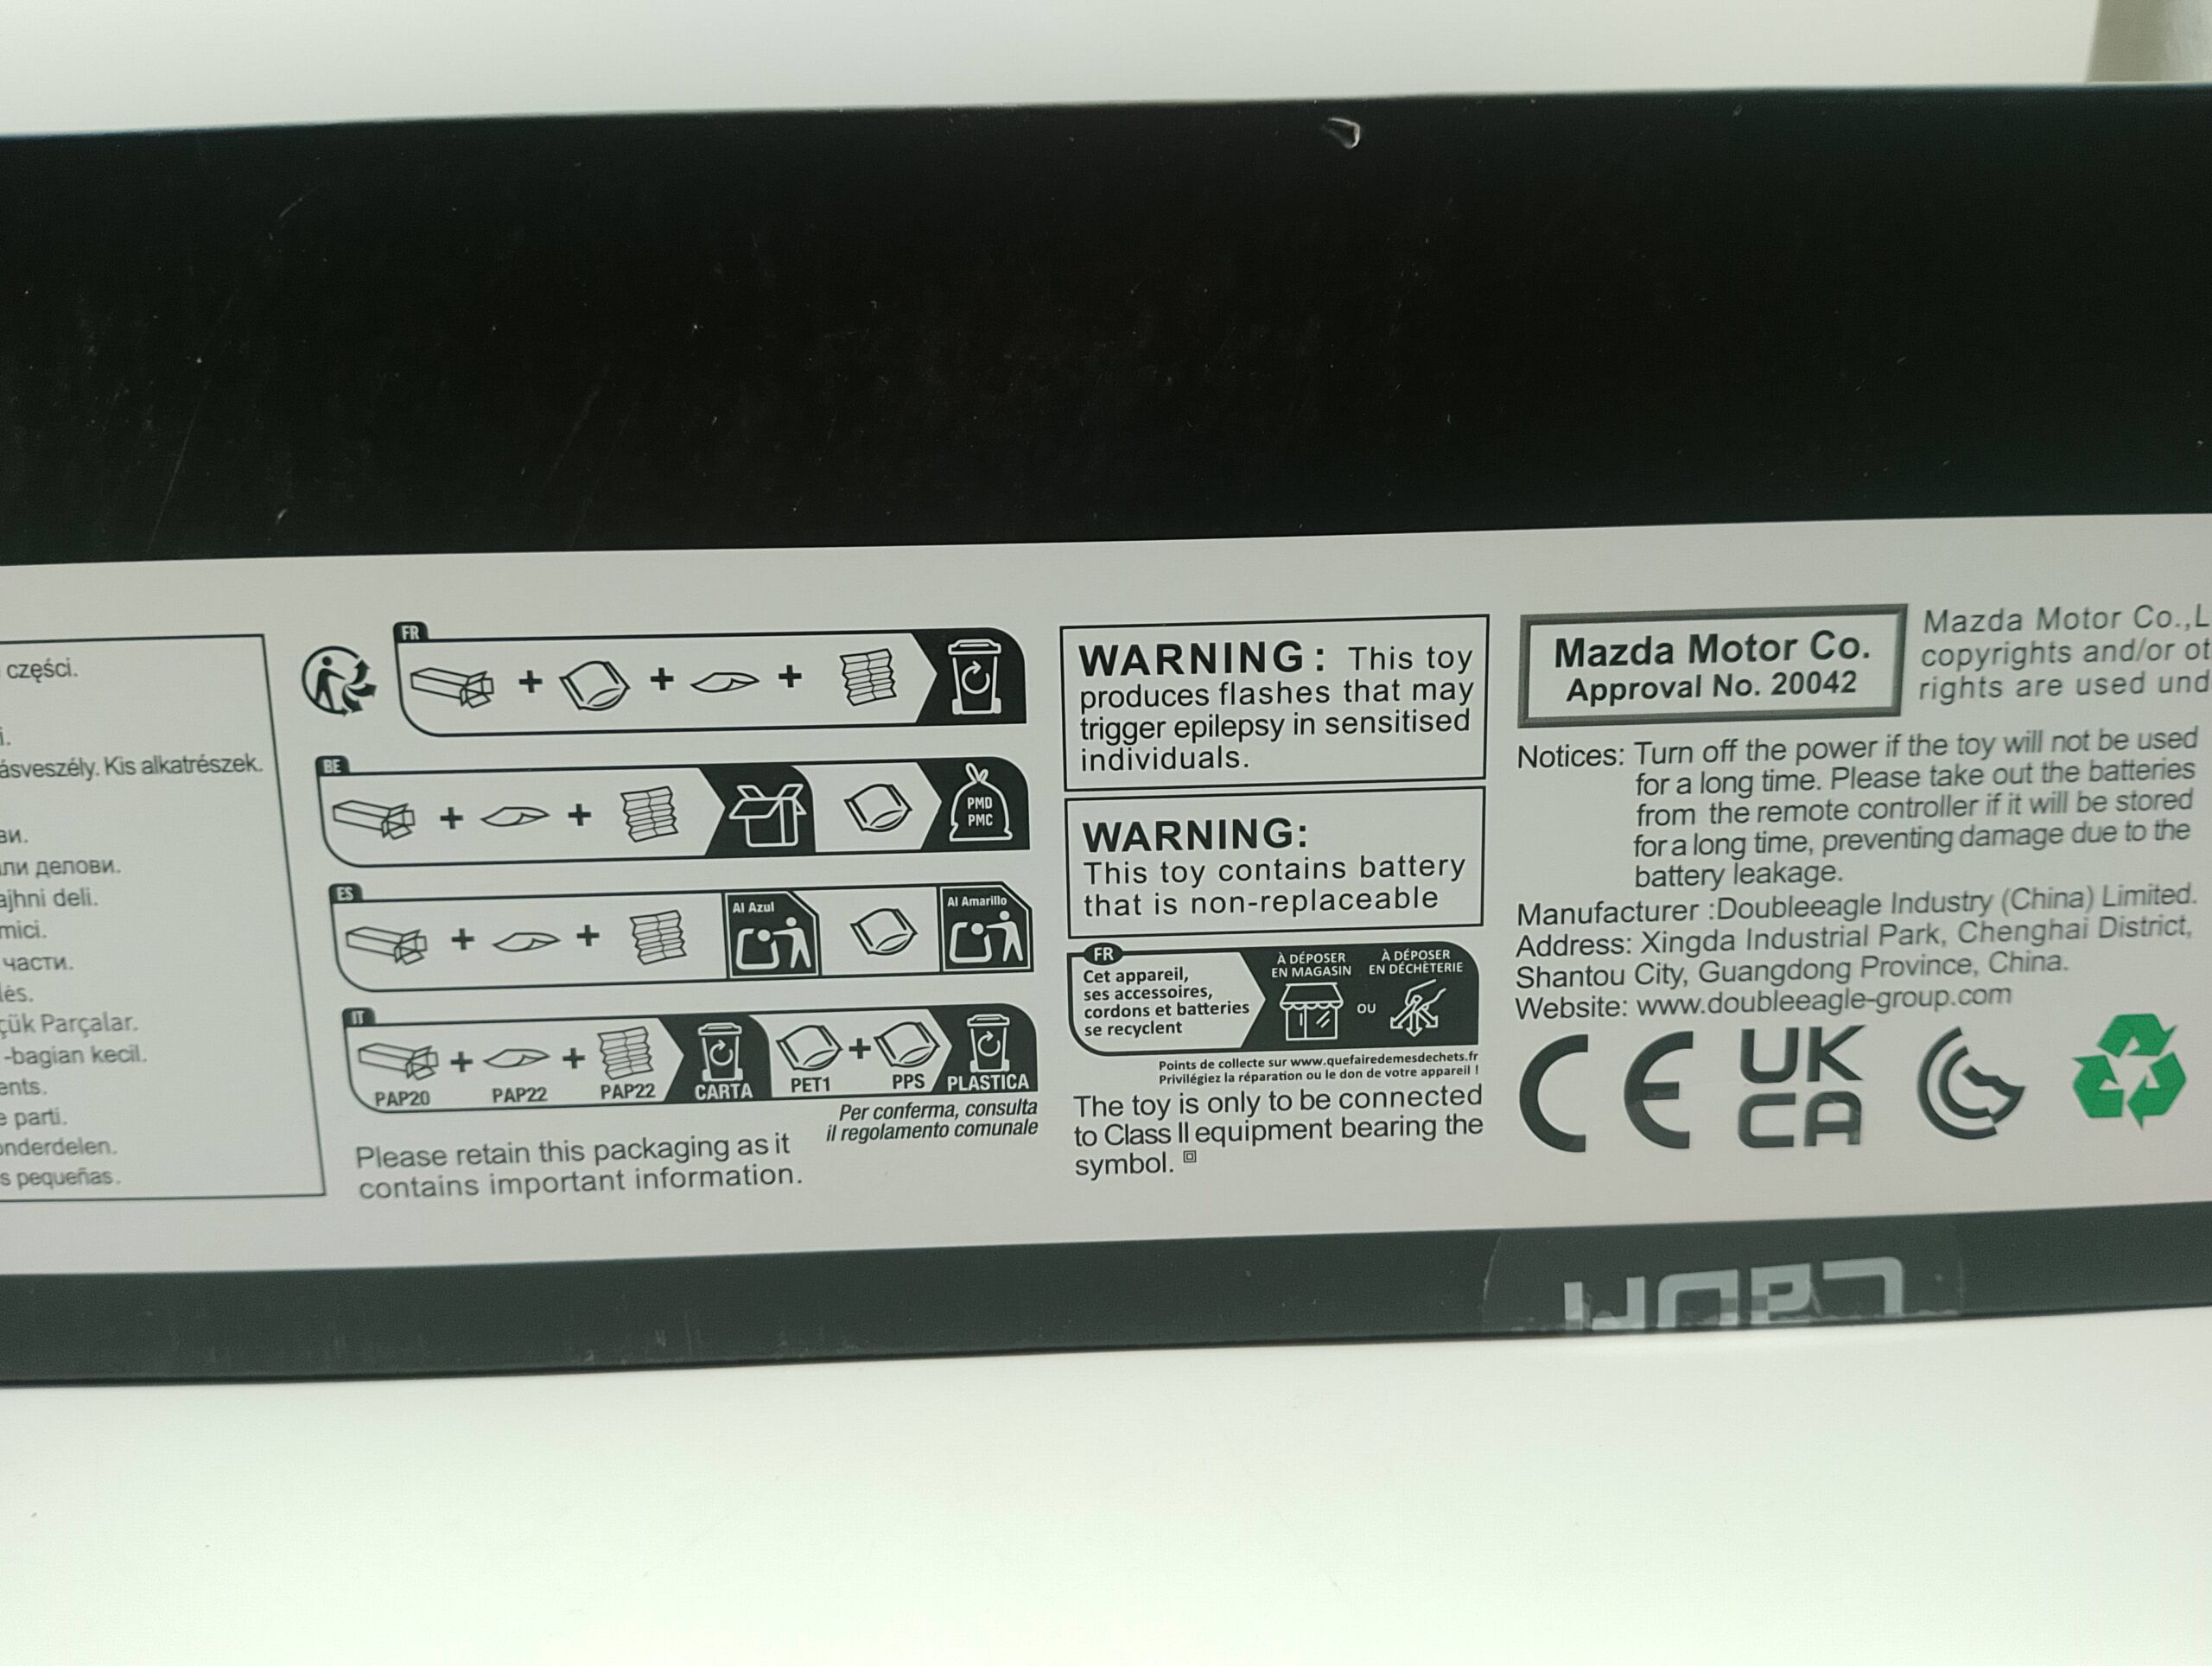 części.
i.
ásveszély. Kis alkatrészek.
ви.
ли делови.
ajhni deli.
mici.
части.
lės.
çük Parçalar.
-bagian kecil.
ents.
e parti.
onderdelen.
s pequeñas.
FR
BE
PMD
PMC
ES
Al Azul
Al Amarillo
IT
PAP20 PAP22 PAP22 CARTA PET1 PPS PLASTICA
Per conferma, consulta
il regolamento comunale
Please retain this packaging as it
contains important information.
WARNING: This toy
produces flashes that may
trigger epilepsy in sensitised
individuals.
WARNING:
This toy contains battery
that is non-replaceable
FR
Cet appareil,
ses accessoires,
cordons et batteries
se recyclent
À DÉPOSER
EN MAGASIN
OU
À DÉPOSER
EN DÉCHÈTERIE
Points de collecte sur www.quefairedemesdechets.fr
Privilégiez la réparation ou le don de votre appareil !
The toy is only to be connected
to Class II equipment bearing the
symbol.
Mazda Motor Co.
Approval No. 20042
Mazda Motor Co.,L
copyrights and/or ot
rights are used und
Notices: Turn off the power if the toy will not be used
for a long time. Please take out the batteries
from the remote controller if it will be stored
for a long time, preventing damage due to the
battery leakage.
Manufacturer :Doubleeagle Industry (China) Limited.
Address: Xingda Industrial Park, Chenghai District,
Shantou City, Guangdong Province, China.
Website: www.doubleeagle-group.com
CE
UK
CA